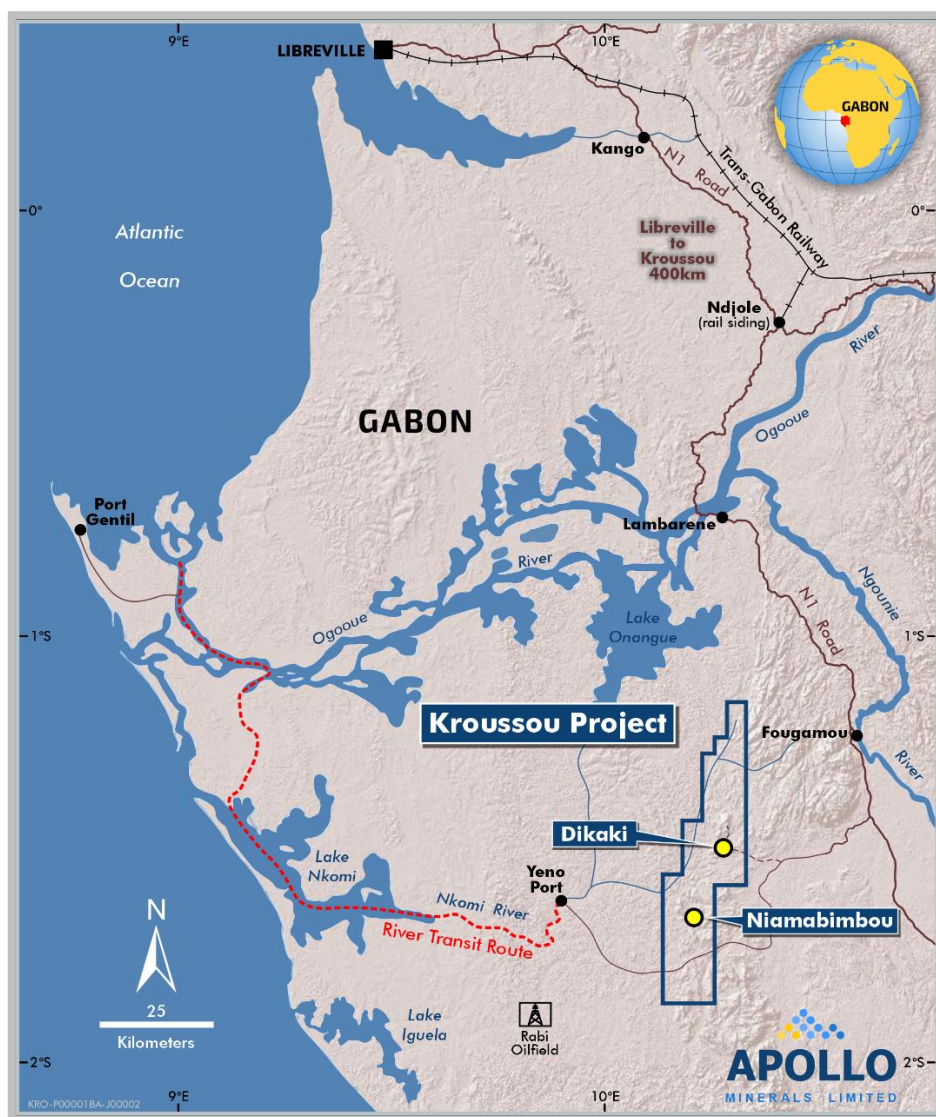 9°E
10°E
LIBREVILLE
GABON
Kango
N1 Road
Trans-Gabon Railway
0°
0°
Atlantic
Ocean
Libreville
to
Kroussou
400km
Ndjole
(rail siding)
River
Ogooue
GABON
Port
Gentil
Lambarene
River
Ogooue
Ngounie
N1 Road
Lake
Onangue
1°S
1°S
Kroussou Project
Fougamou
River
Dikaki
Lake
Nkomi
Yeno
Port
Nkomi River
River Transit Route
Niamabimbou
N
25
Kilometers
Lake
Iguela
Rabi
Oilfield
APOLLO
MINERALS LIMITED
2°S
2°S
9°E
10°E
KRO-P00001BA-J00002